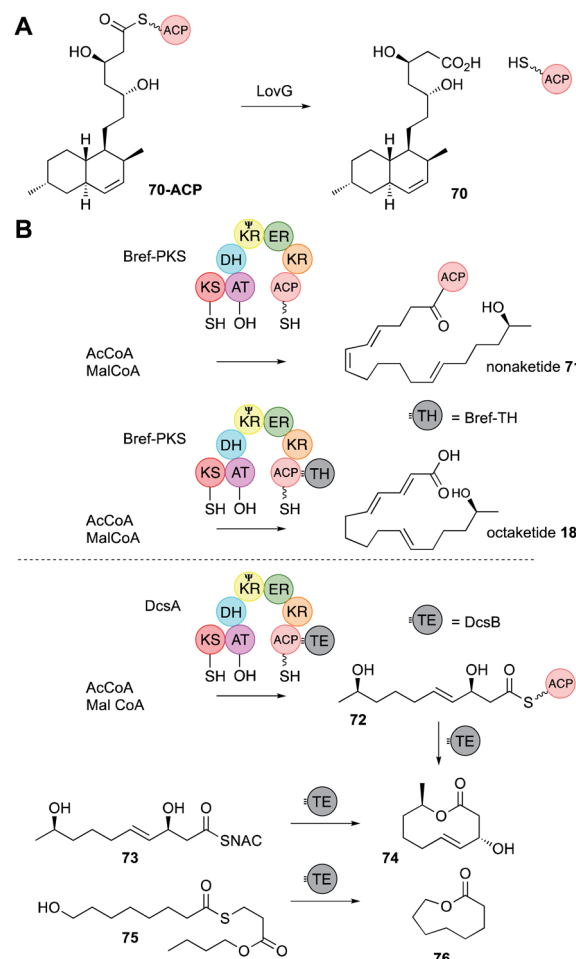 A
O
S
ACP
HO
OH
H
H
70-ACP
LovG
HO
CO₂H
OH
H
H
70
HS
ACP
B
Bref-PKS
Ψ
KR ER
DH KR
KS AT ACP
SH OH SH
AcCoA
MalCoA
ACP
O
HO
nonaketide 71
TH = Bref-TH
Bref-PKS
Ψ
KR ER
DH KR
KS AT ACP TH
SH OH SH
AcCoA
MalCoA
OH
O
HO
octaketide 18
DcsA
Ψ
KR ER
DH KR
KS AT ACP TE
SH OH SH
AcCoA
Mal CoA
TE = DcsB
OH OH O
S ACP
72
TE
OH OH O
SNAC
73
TE
O
O
OH
74
HO O
S
O O
75
TE
O
O
76